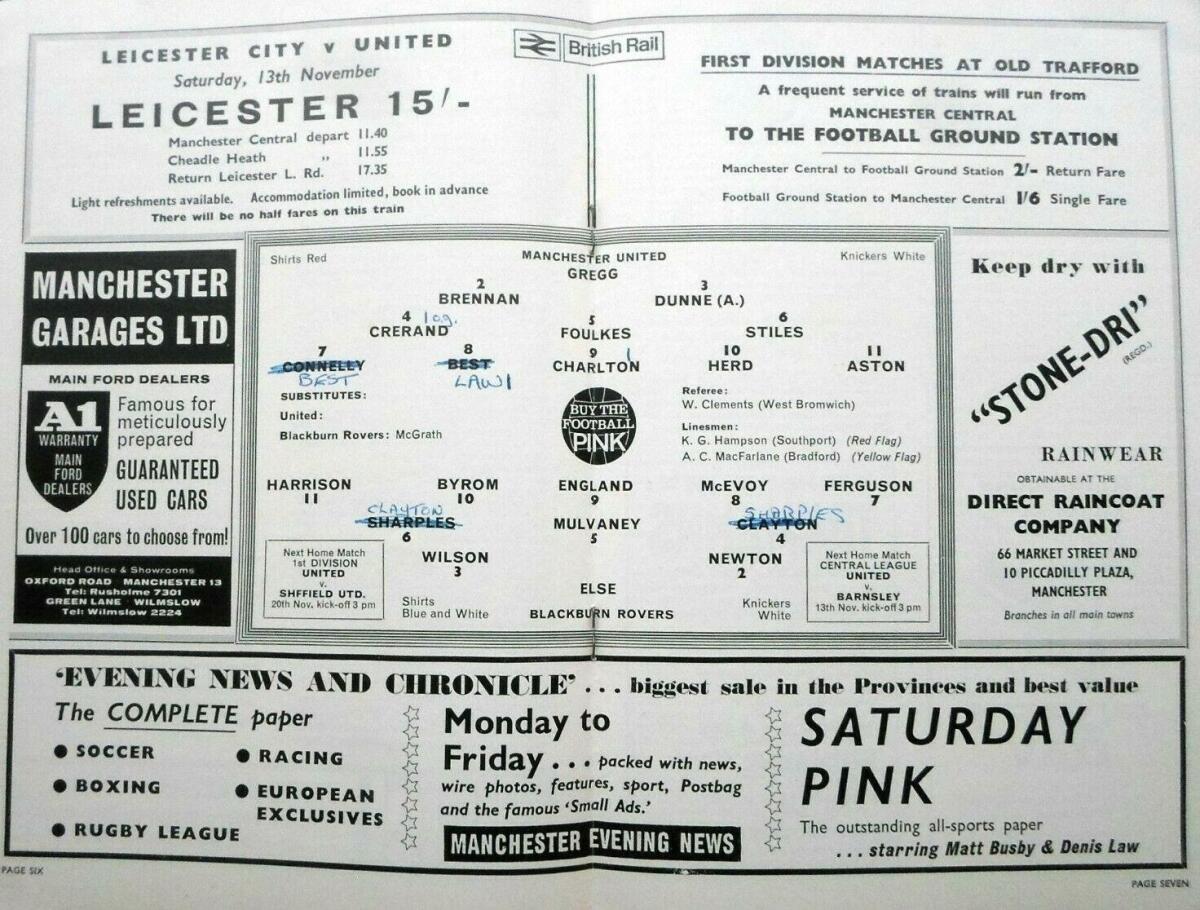 LEICESTER CITY v UNITED
Saturday, 13th November
LEICESTER 15/-
Manchester Central depart 11.40
Cheadle Heath ,, 11.55
Return Leicester L. Rd. 17.35
Light refreshments available. Accommodation limited, book in advance
There will be no half fares on this train
British Rail
FIRST DIVISION MATCHES AT OLD TRAFFORD
A frequent service of trains will run from
MANCHESTER CENTRAL
TO THE FOOTBALL GROUND STATION
Manchester Central to Football Ground Station 2/- Return Fare
Football Ground Station to Manchester Central 1/6 Single Fare
MANCHESTER
GARAGES LTD
MAIN FORD DEALERS
A1
WARRANTY
MAIN
FORD
DEALERS
Famous for
meticulously
prepared
GUARANTEED
USED CARS
Over 100 cars to choose from!
Head Office & Showrooms
OXFORD ROAD MANCHESTER 13
Tel: Rusholme 7301
GREEN LANE WILMSLOW
Tel: Wilmslow 2224
Shirts Red
MANCHESTER UNITED
Knickers White
GREGG
2 3
BRENNAN DUNNE (A.)
4 1o.g. 5 6
CRERAND FOULKES STILES
7 8 9 1 10 11
CONNELLY BEST CHARLTON HERD ASTON
BEST LAW 1
SUBSTITUTES:
United:
Blackburn Rovers: McGrath
BUY THE
FOOTBALL
PINK
Referee:
W. Clements (West Bromwich)
Linesmen:
K. G. Hampson (Southport) (Red Flag)
A. C. MacFarlane (Bradford) (Yellow Flag)
HARRISON BYROM ENGLAND McEVOY FERGUSON
11 10 9 8 7
CLAYTON SHARPLES
SHARPLES MULVANEY CLAYTON
6 5 4
WILSON NEWTON
3 2
ELSE
BLACKBURN ROVERS
Next Home Match
1st DIVISION
UNITED
v.
SHFFIELD UTD.
20th Nov. kick-off 3 pm
Shirts
Blue and White
Knickers
White
Next Home Match
CENTRAL LEAGUE
UNITED
v.
BARNSLEY
13th Nov. kick-off 3 pm
Keep dry with
"STONE-DRI"
(REGD.)
RAINWEAR
OBTAINABLE AT THE
DIRECT RAINCOAT
COMPANY
66 MARKET STREET AND
10 PICCADILLY PLAZA,
MANCHESTER
Branches in all main towns
'EVENING NEWS AND CHRONICLE' . . . biggest sale in the Provinces and best value
The COMPLETE paper
● SOCCER
● BOXING
● RUGBY LEAGUE
● RACING
● EUROPEAN
EXCLUSIVES
Monday to
Friday . . . packed with news,
wire photos, features, sport, Postbag
and the famous 'Small Ads.'
MANCHESTER EVENING NEWS
SATURDAY
PINK
The outstanding all-sports paper
. . . starring Matt Busby & Denis Law
PAGE SIX
PAGE SEVEN